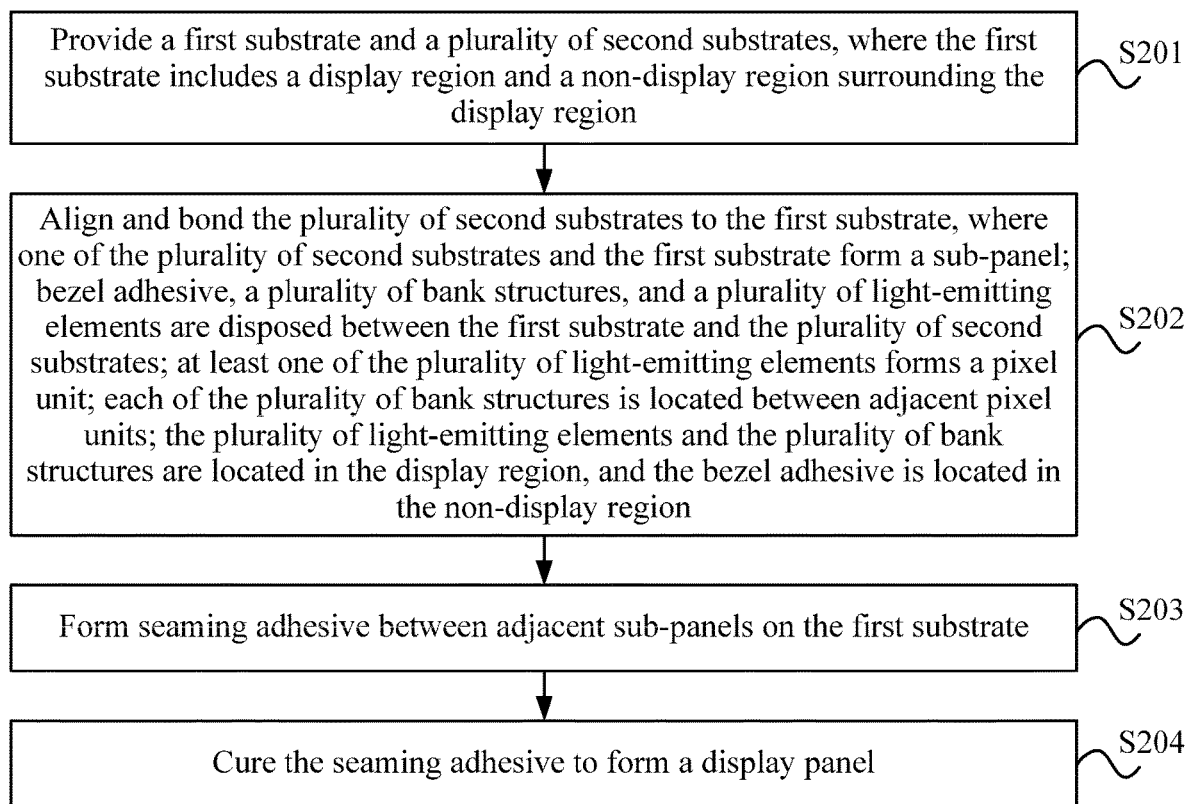 Provide a first substrate and a plurality of second substrates, where the first
substrate includes a display region and a non-display region surrounding the
display region
S201
Align and bond the plurality of second substrates to the first substrate, where
one of the plurality of second substrates and the first substrate form a sub-panel;
bezel adhesive, a plurality of bank structures, and a plurality of light-emitting
elements are disposed between the first substrate and the plurality of second
substrates; at least one of the plurality of light-emitting elements forms a pixel
unit; each of the plurality of bank structures is located between adjacent pixel
units; the plurality of light-emitting elements and the plurality of bank
structures are located in the display region, and the bezel adhesive is located in
the non-display region
S202
Form seaming adhesive between adjacent sub-panels on the first substrate
S203
Cure the seaming adhesive to form a display panel
S204